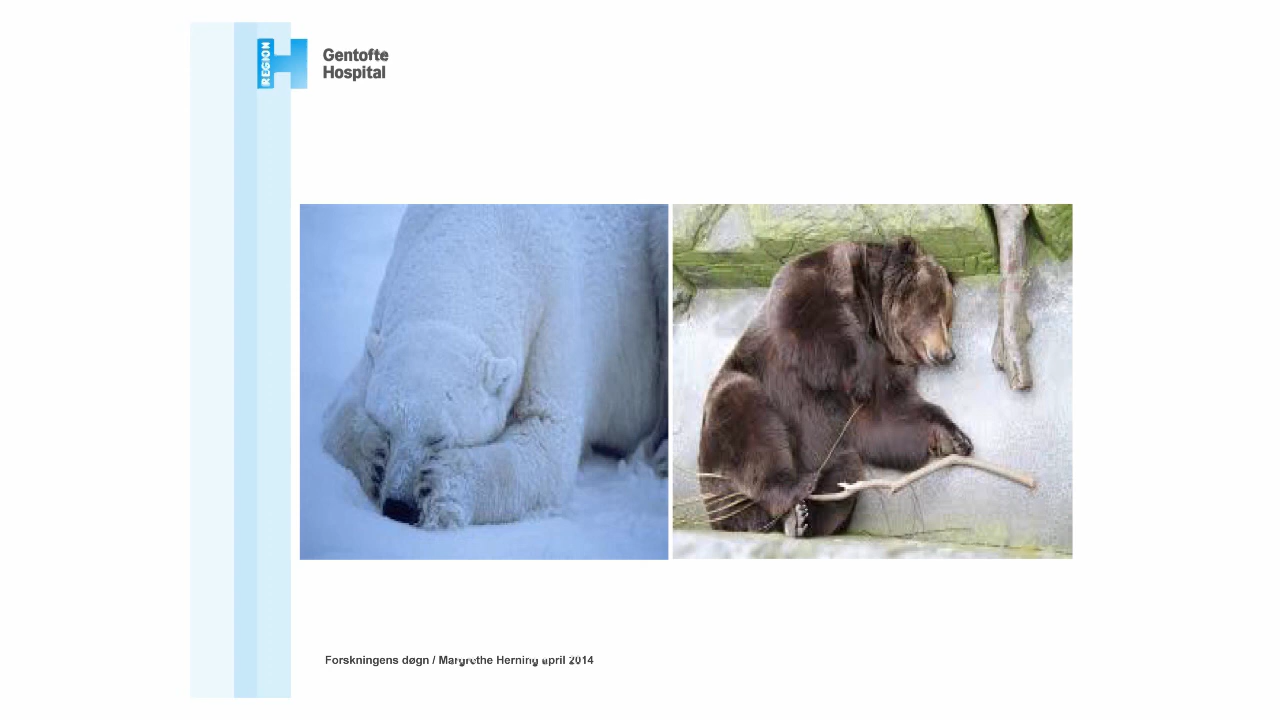 REGION
Gentofte
Hospital
Forskningens døgn / Margrethe Herning april 2014